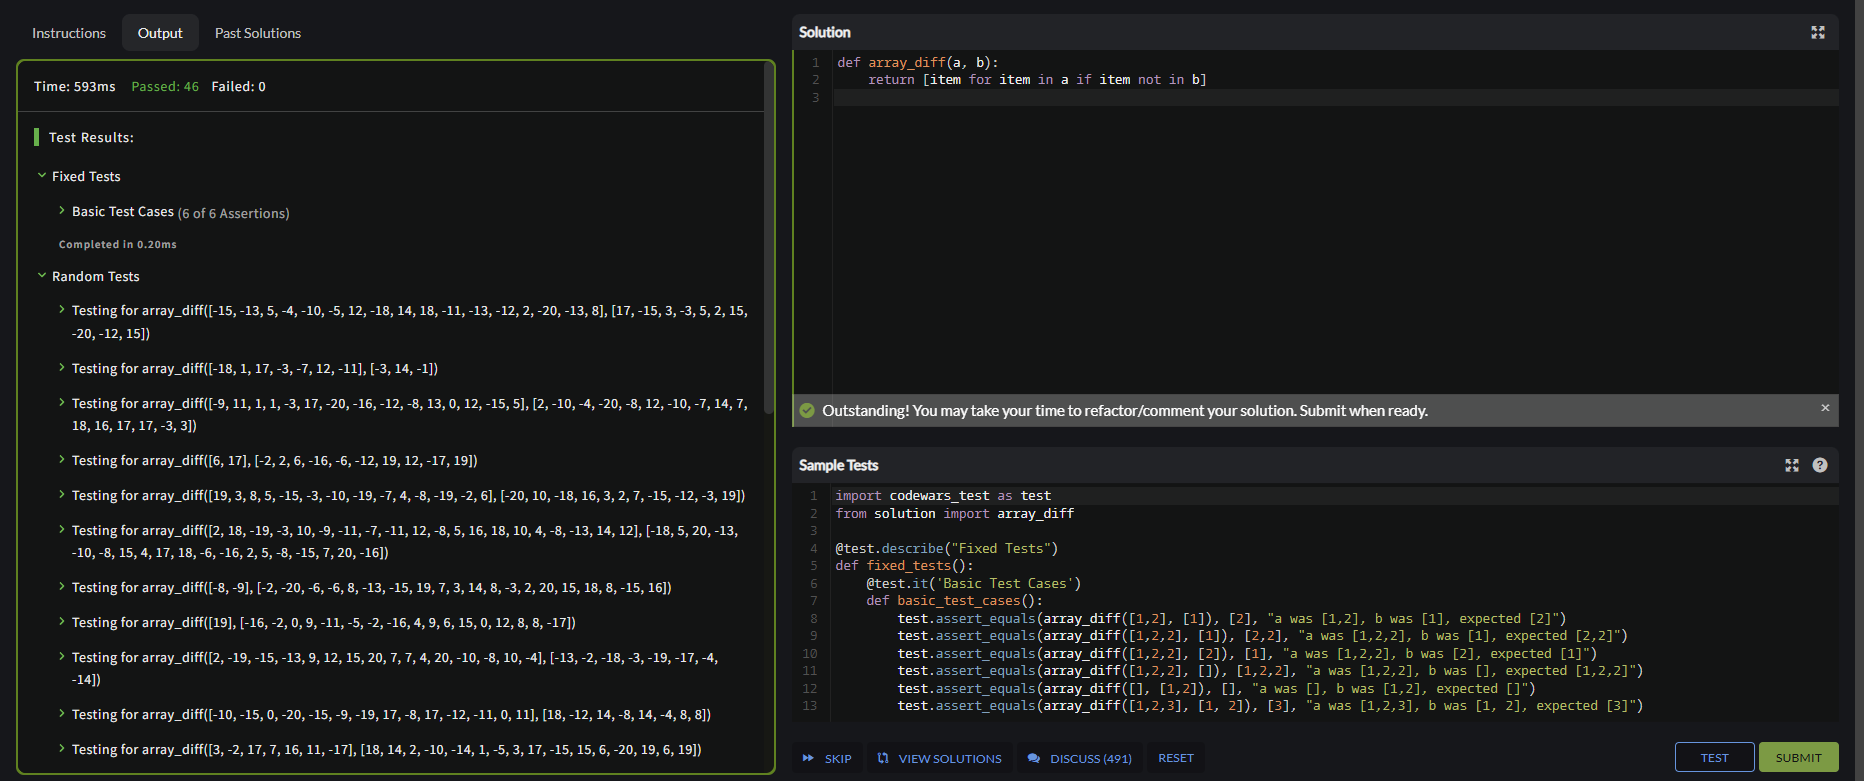 Instructions
Output
Past Solutions
Time: 593ms Passed: 46 Failed: 0
Test Results:
Fixed Tests
Basic Test Cases (6 of 6 Assertions)
Completed in 0.20ms
Random Tests
Testing for array_diff([-15, -13, 5, -4, -10, -5, 12, -18, 14, 18, -11, -13, -12, 2, -20, -13, 8], [17, -15, 3, -3, 5, 2, 15,
-20, -12, 15])
Testing for array_diff([-18, 1, 17, -3, -7, 12, -11], [-3, 14, -1])
Testing for array_diff([-9, 11, 1, 1, -3, 17, -20, -16, -12, -8, 13, 0, 12, -15, 5], [2, -10, -4, -20, -8, 12, -10, -7, 14, 7,
18, 16, 17, 17, -3, 3])
Testing for array_diff([6, 17], [-2, 2, 6, -16, -6, -12, 19, 12, -17, 19])
Testing for array_diff([19, 3, 8, 5, -15, -3, -10, -19, -7, 4, -8, -19, -2, 6], [-20, 10, -18, 16, 3, 2, 7, -15, -12, -3, 19])
Testing for array_diff([2, 18, -19, -3, 10, -9, -11, -7, -11, 12, -8, 5, 16, 18, 10, 4, -8, -13, 14, 12], [-18, 5, 20, -13,
-10, -8, 15, 4, 17, 18, -6, -16, 2, 5, -8, -15, 7, 20, -16])
Testing for array_diff([-8, -9], [-2, -20, -6, -6, 8, -13, -15, 19, 7, 3, 14, 8, -3, 2, 20, 15, 18, 8, -15, 16])
Testing for array_diff([19], [-16, -2, 0, 9, -11, -5, -2, -16, 4, 9, 6, 15, 0, 12, 8, 8, -17])
Testing for array_diff([2, -19, -15, -13, 9, 12, 15, 20, 7, 7, 4, 20, -10, -8, 10, -4], [-13, -2, -18, -3, -19, -17, -4,
-14])
Testing for array_diff([-10, -15, 0, -20, -15, -9, -19, 17, -8, 17, -12, -11, 0, 11], [18, -12, 14, -8, 14, -4, 8, 8])
Testing for array_diff([3, -2, 17, 7, 16, 11, -17], [18, 14, 2, -10, -14, 1, -5, 3, 17, -15, 15, 6, -20, 19, 6, 19])
Solution
1 def array_diff(a, b):
2 return [item for item in a if item not in b]
3
Outstanding! You may take your time to refactor/comment your solution. Submit when ready.
Sample Tests
1 import codewars_test as test
2 from solution import array_diff
3
4 @test.describe("Fixed Tests")
5 def fixed_tests():
6 @test.it('Basic Test Cases')
7 def basic_test_cases():
8 test.assert_equals(array_diff([1,2], [1]), [2], "a was [1,2], b was [1], expected [2]")
9 test.assert_equals(array_diff([1,2,2], [1]), [2,2], "a was [1,2,2], b was [1], expected [2,2]")
10 test.assert_equals(array_diff([1,2,2], [2]), [1], "a was [1,2,2], b was [2], expected [1]")
11 test.assert_equals(array_diff([1,2,2], []), [1,2,2], "a was [1,2,2], b was [], expected [1,2,2]")
12 test.assert_equals(array_diff([], [1,2]), [], "a was [], b was [1,2], expected []")
13 test.assert_equals(array_diff([1,2,3], [1, 2]), [3], "a was [1,2,3], b was [1, 2], expected [3]")
SKIP
VIEW SOLUTIONS
DISCUSS (491)
RESET
TEST
SUBMIT